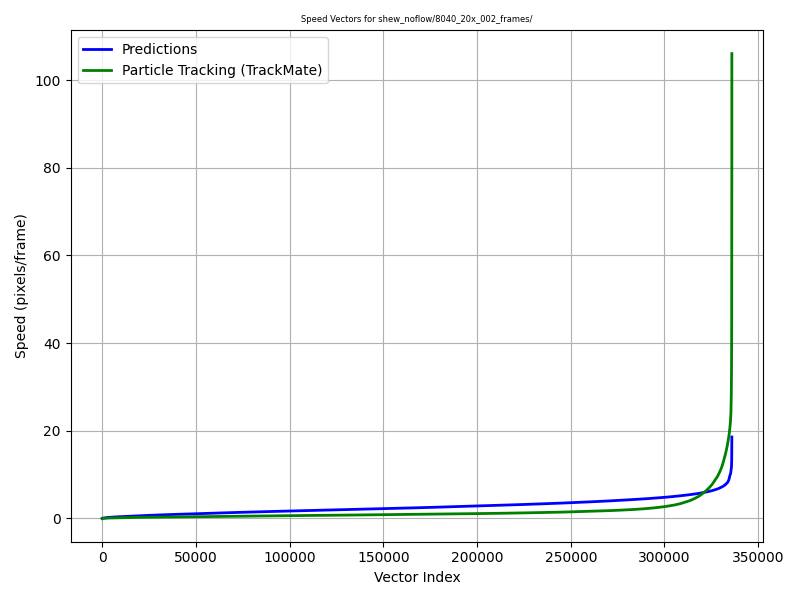 Speed Vectors for shew_noflow/8040_20x_002_frames/
Predictions
Particle Tracking (TrackMate)
Speed (pixels/frame)
100
80
60
40
20
0
0
50000
100000
150000
200000
250000
300000
350000
Vector Index